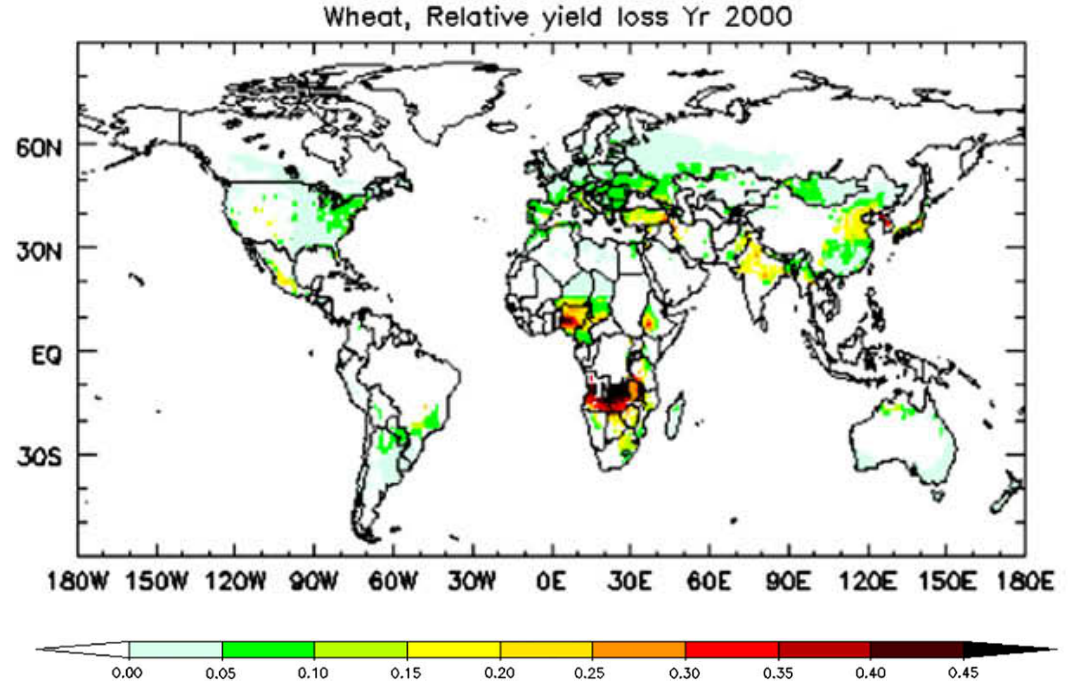 Wheat, Relative yield loss Yr 2000
60N
30N
EQ
30S
180W 150W 120W 90W 60W 30W 0E 30E 60E 90E 120E 150E 180E
0.00 0.05 0.10 0.15 0.20 0.25 0.30 0.35 0.40 0.45